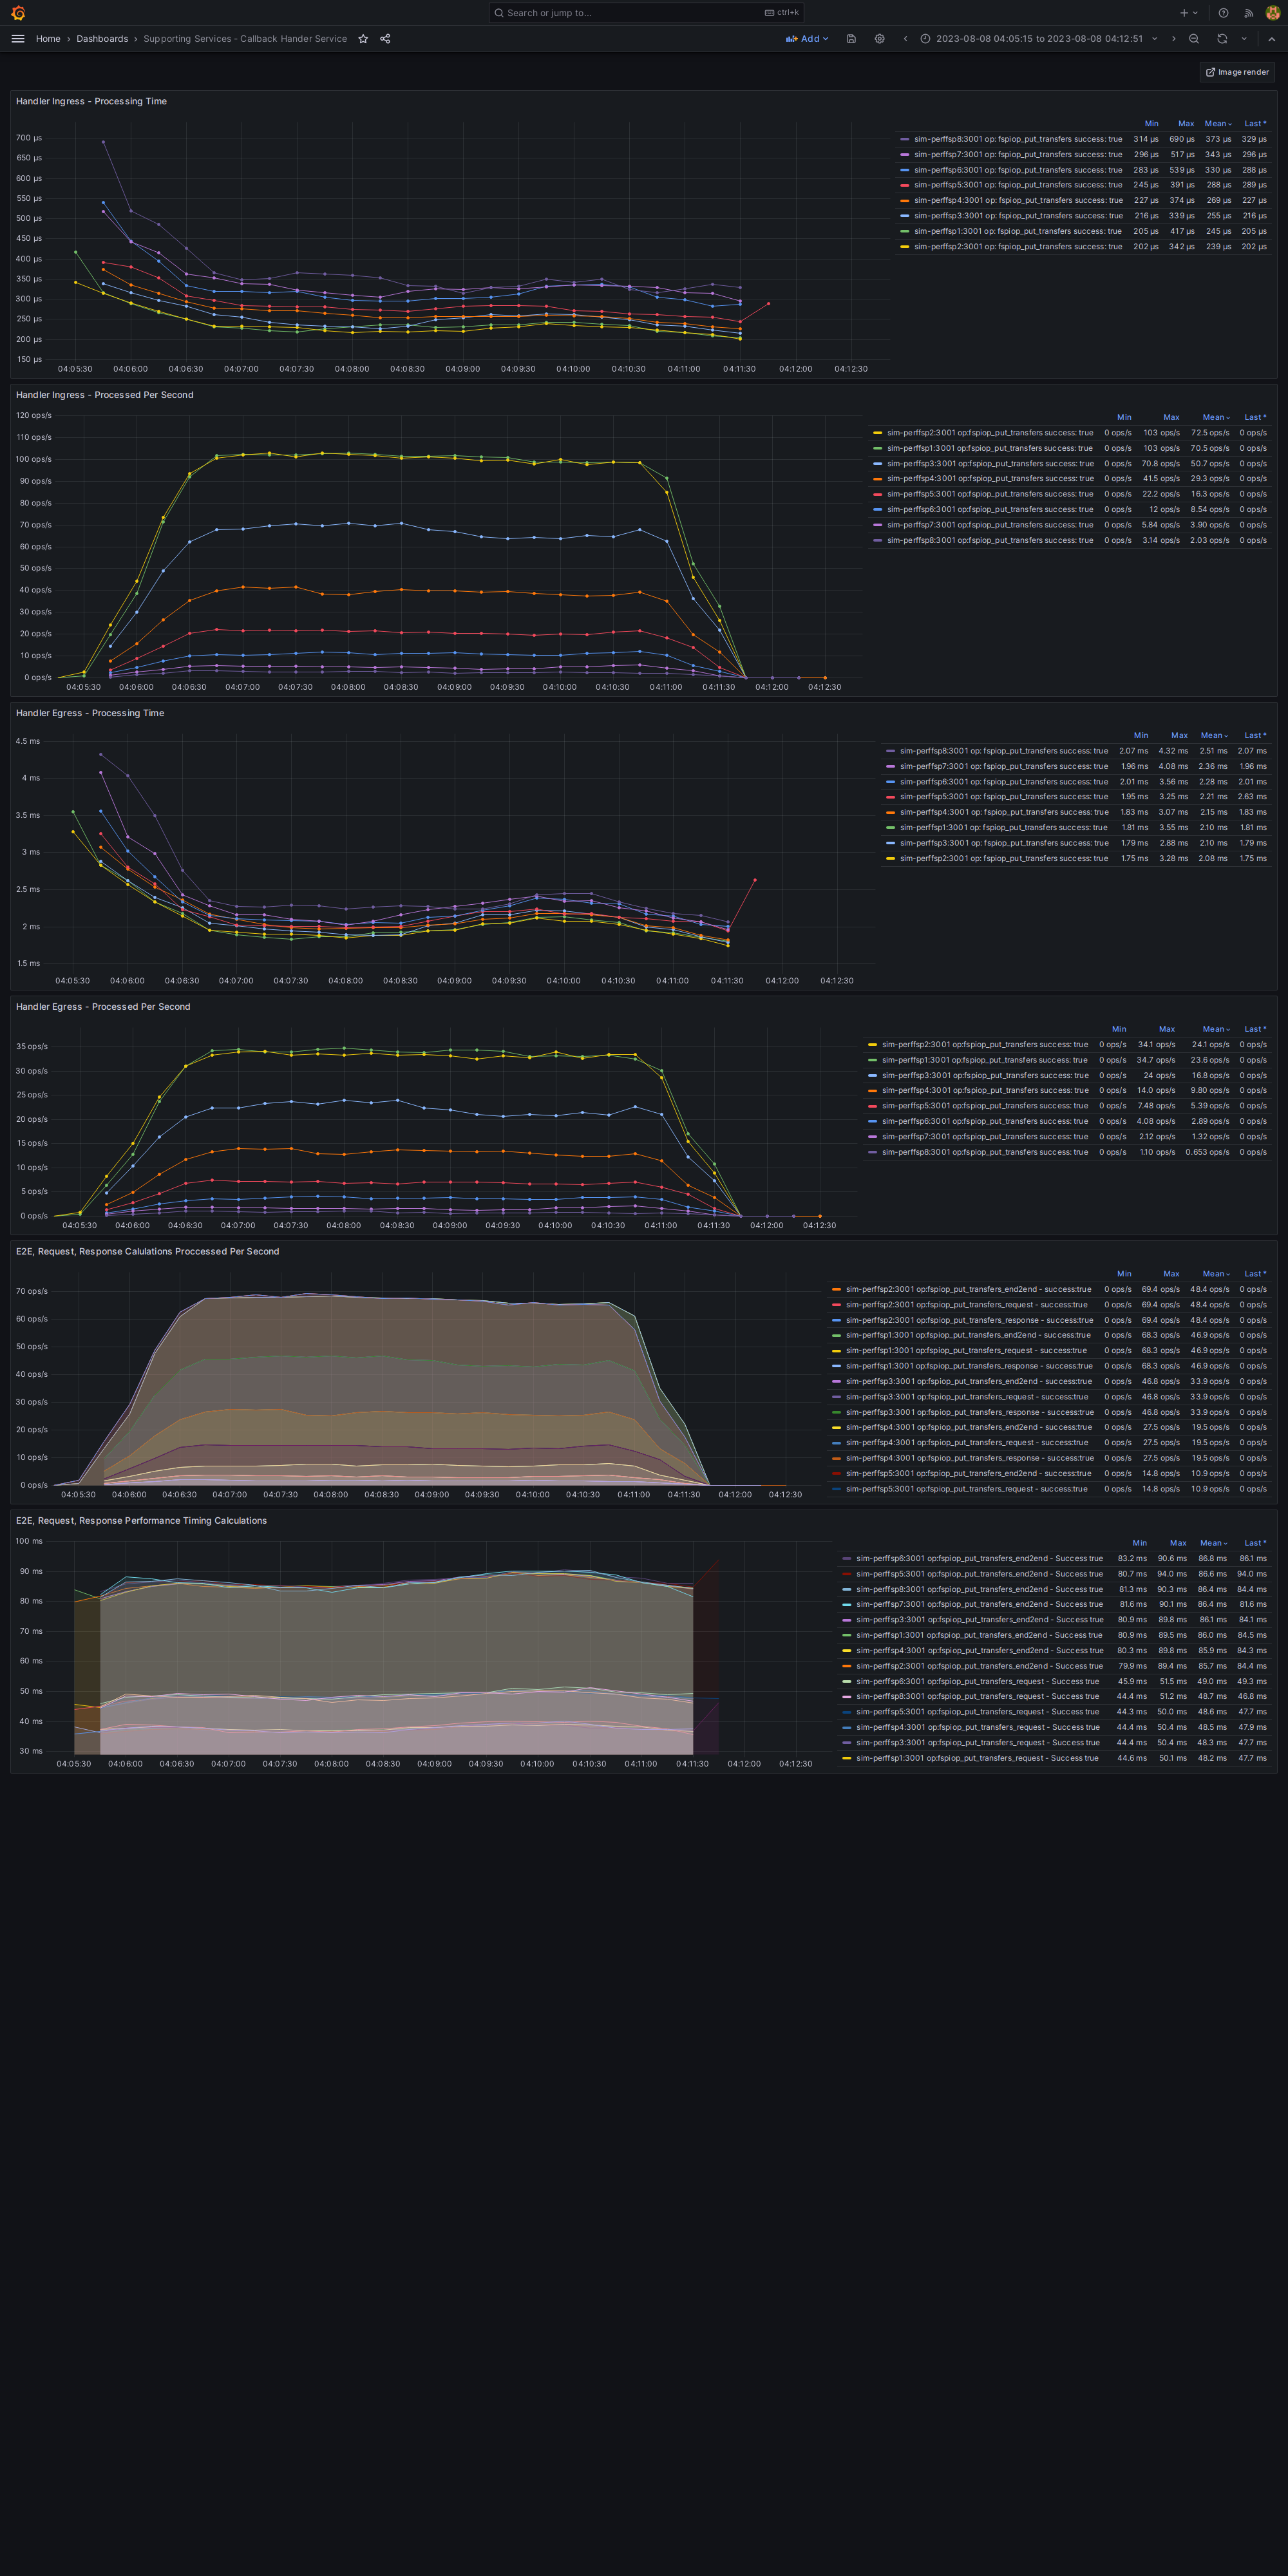 Search or jump to... ctrl+k
Home › Dashboards › Supporting Services - Callback Hander Service Add 2023-08-08 04:05:15 to 2023-08-08 04:12:51
Image render
Handler Ingress - Processing Time
700 µs
650 µs
600 µs
550 µs
500 µs
450 µs
400 µs
350 µs
300 µs
250 µs
200 µs
150 µs
04:05:30 04:06:00 04:06:30 04:07:00 04:07:30 04:08:00 04:08:30 04:09:00 04:09:30 04:10:00 04:10:30 04:11:00 04:11:30 04:12:00 04:12:30
Min Max Mean Last *
sim-perffsp8:3001 op: fspiop_put_transfers success: true 314 µs 690 µs 373 µs 329 µs
sim-perffsp7:3001 op: fspiop_put_transfers success: true 296 µs 517 µs 343 µs 296 µs
sim-perffsp6:3001 op: fspiop_put_transfers success: true 283 µs 539 µs 330 µs 288 µs
sim-perffsp5:3001 op: fspiop_put_transfers success: true 245 µs 391 µs 288 µs 289 µs
sim-perffsp4:3001 op: fspiop_put_transfers success: true 227 µs 374 µs 269 µs 227 µs
sim-perffsp3:3001 op: fspiop_put_transfers success: true 216 µs 339 µs 255 µs 216 µs
sim-perffsp1:3001 op: fspiop_put_transfers success: true 205 µs 417 µs 245 µs 205 µs
sim-perffsp2:3001 op: fspiop_put_transfers success: true 202 µs 342 µs 239 µs 202 µs
Handler Ingress - Processed Per Second
120 ops/s
110 ops/s
100 ops/s
90 ops/s
80 ops/s
70 ops/s
60 ops/s
50 ops/s
40 ops/s
30 ops/s
20 ops/s
10 ops/s
0 ops/s
04:05:30 04:06:00 04:06:30 04:07:00 04:07:30 04:08:00 04:08:30 04:09:00 04:09:30 04:10:00 04:10:30 04:11:00 04:11:30 04:12:00 04:12:30
Min Max Mean Last *
sim-perffsp2:3001 op:fspiop_put_transfers success: true 0 ops/s 103 ops/s 72.5 ops/s 0 ops/s
sim-perffsp1:3001 op:fspiop_put_transfers success: true 0 ops/s 103 ops/s 70.5 ops/s 0 ops/s
sim-perffsp3:3001 op:fspiop_put_transfers success: true 0 ops/s 70.8 ops/s 50.7 ops/s 0 ops/s
sim-perffsp4:3001 op:fspiop_put_transfers success: true 0 ops/s 41.5 ops/s 29.3 ops/s 0 ops/s
sim-perffsp5:3001 op:fspiop_put_transfers success: true 0 ops/s 22.2 ops/s 16.3 ops/s 0 ops/s
sim-perffsp6:3001 op:fspiop_put_transfers success: true 0 ops/s 12 ops/s 8.54 ops/s 0 ops/s
sim-perffsp7:3001 op:fspiop_put_transfers success: true 0 ops/s 5.84 ops/s 3.90 ops/s 0 ops/s
sim-perffsp8:3001 op:fspiop_put_transfers success: true 0 ops/s 3.14 ops/s 2.03 ops/s 0 ops/s
Handler Egress - Processing Time
4.5 ms
4 ms
3.5 ms
3 ms
2.5 ms
2 ms
1.5 ms
04:05:30 04:06:00 04:06:30 04:07:00 04:07:30 04:08:00 04:08:30 04:09:00 04:09:30 04:10:00 04:10:30 04:11:00 04:11:30 04:12:00 04:12:30
Min Max Mean Last *
sim-perffsp8:3001 op: fspiop_put_transfers success: true 2.07 ms 4.32 ms 2.51 ms 2.07 ms
sim-perffsp7:3001 op: fspiop_put_transfers success: true 1.96 ms 4.08 ms 2.36 ms 1.96 ms
sim-perffsp6:3001 op: fspiop_put_transfers success: true 2.01 ms 3.56 ms 2.28 ms 2.01 ms
sim-perffsp5:3001 op: fspiop_put_transfers success: true 1.95 ms 3.25 ms 2.21 ms 2.63 ms
sim-perffsp4:3001 op: fspiop_put_transfers success: true 1.83 ms 3.07 ms 2.15 ms 1.83 ms
sim-perffsp1:3001 op: fspiop_put_transfers success: true 1.81 ms 3.55 ms 2.10 ms 1.81 ms
sim-perffsp3:3001 op: fspiop_put_transfers success: true 1.79 ms 2.88 ms 2.10 ms 1.79 ms
sim-perffsp2:3001 op: fspiop_put_transfers success: true 1.75 ms 3.28 ms 2.08 ms 1.75 ms
Handler Egress - Processed Per Second
35 ops/s
30 ops/s
25 ops/s
20 ops/s
15 ops/s
10 ops/s
5 ops/s
0 ops/s
04:05:30 04:06:00 04:06:30 04:07:00 04:07:30 04:08:00 04:08:30 04:09:00 04:09:30 04:10:00 04:10:30 04:11:00 04:11:30 04:12:00 04:12:30
Min Max Mean Last *
sim-perffsp2:3001 op:fspiop_put_transfers success: true 0 ops/s 34.1 ops/s 24.1 ops/s 0 ops/s
sim-perffsp1:3001 op:fspiop_put_transfers success: true 0 ops/s 34.7 ops/s 23.6 ops/s 0 ops/s
sim-perffsp3:3001 op:fspiop_put_transfers success: true 0 ops/s 24 ops/s 16.8 ops/s 0 ops/s
sim-perffsp4:3001 op:fspiop_put_transfers success: true 0 ops/s 14.0 ops/s 9.80 ops/s 0 ops/s
sim-perffsp5:3001 op:fspiop_put_transfers success: true 0 ops/s 7.48 ops/s 5.39 ops/s 0 ops/s
sim-perffsp6:3001 op:fspiop_put_transfers success: true 0 ops/s 4.08 ops/s 2.89 ops/s 0 ops/s
sim-perffsp7:3001 op:fspiop_put_transfers success: true 0 ops/s 2.12 ops/s 1.32 ops/s 0 ops/s
sim-perffsp8:3001 op:fspiop_put_transfers success: true 0 ops/s 1.10 ops/s 0.653 ops/s 0 ops/s
E2E, Request, Response Calulations Proccessed Per Second
70 ops/s
60 ops/s
50 ops/s
40 ops/s
30 ops/s
20 ops/s
10 ops/s
0 ops/s
04:05:30 04:06:00 04:06:30 04:07:00 04:07:30 04:08:00 04:08:30 04:09:00 04:09:30 04:10:00 04:10:30 04:11:00 04:11:30 04:12:00 04:12:30
Min Max Mean Last *
sim-perffsp2:3001 op:fspiop_put_transfers_end2end - success:true 0 ops/s 69.4 ops/s 48.4 ops/s 0 ops/s
sim-perffsp2:3001 op:fspiop_put_transfers_request - success:true 0 ops/s 69.4 ops/s 48.4 ops/s 0 ops/s
sim-perffsp2:3001 op:fspiop_put_transfers_response - success:true 0 ops/s 69.4 ops/s 48.4 ops/s 0 ops/s
sim-perffsp1:3001 op:fspiop_put_transfers_end2end - success:true 0 ops/s 68.3 ops/s 46.9 ops/s 0 ops/s
sim-perffsp1:3001 op:fspiop_put_transfers_request - success:true 0 ops/s 68.3 ops/s 46.9 ops/s 0 ops/s
sim-perffsp1:3001 op:fspiop_put_transfers_response - success:true 0 ops/s 68.3 ops/s 46.9 ops/s 0 ops/s
sim-perffsp3:3001 op:fspiop_put_transfers_end2end - success:true 0 ops/s 46.8 ops/s 33.9 ops/s 0 ops/s
sim-perffsp3:3001 op:fspiop_put_transfers_request - success:true 0 ops/s 46.8 ops/s 33.9 ops/s 0 ops/s
sim-perffsp3:3001 op:fspiop_put_transfers_response - success:true 0 ops/s 46.8 ops/s 33.9 ops/s 0 ops/s
sim-perffsp4:3001 op:fspiop_put_transfers_end2end - success:true 0 ops/s 27.5 ops/s 19.5 ops/s 0 ops/s
sim-perffsp4:3001 op:fspiop_put_transfers_request - success:true 0 ops/s 27.5 ops/s 19.5 ops/s 0 ops/s
sim-perffsp4:3001 op:fspiop_put_transfers_response - success:true 0 ops/s 27.5 ops/s 19.5 ops/s 0 ops/s
sim-perffsp5:3001 op:fspiop_put_transfers_end2end - success:true 0 ops/s 14.8 ops/s 10.9 ops/s 0 ops/s
sim-perffsp5:3001 op:fspiop_put_transfers_request - success:true 0 ops/s 14.8 ops/s 10.9 ops/s 0 ops/s
E2E, Request, Response Performance Timing Calculations
100 ms
90 ms
80 ms
70 ms
60 ms
50 ms
40 ms
30 ms
04:05:30 04:06:00 04:06:30 04:07:00 04:07:30 04:08:00 04:08:30 04:09:00 04:09:30 04:10:00 04:10:30 04:11:00 04:11:30 04:12:00 04:12:30
Min Max Mean Last *
sim-perffsp6:3001 op:fspiop_put_transfers_end2end - Success true 83.2 ms 90.6 ms 86.8 ms 86.1 ms
sim-perffsp5:3001 op:fspiop_put_transfers_end2end - Success true 80.7 ms 94.0 ms 86.6 ms 94.0 ms
sim-perffsp8:3001 op:fspiop_put_transfers_end2end - Success true 81.3 ms 90.3 ms 86.4 ms 84.4 ms
sim-perffsp7:3001 op:fspiop_put_transfers_end2end - Success true 81.6 ms 90.1 ms 86.4 ms 81.6 ms
sim-perffsp3:3001 op:fspiop_put_transfers_end2end - Success true 80.9 ms 89.8 ms 86.1 ms 84.1 ms
sim-perffsp1:3001 op:fspiop_put_transfers_end2end - Success true 80.9 ms 89.5 ms 86.0 ms 84.5 ms
sim-perffsp4:3001 op:fspiop_put_transfers_end2end - Success true 80.3 ms 89.8 ms 85.9 ms 84.3 ms
sim-perffsp2:3001 op:fspiop_put_transfers_end2end - Success true 79.9 ms 89.4 ms 85.7 ms 84.4 ms
sim-perffsp6:3001 op:fspiop_put_transfers_request - Success true 45.9 ms 51.5 ms 49.0 ms 49.3 ms
sim-perffsp8:3001 op:fspiop_put_transfers_request - Success true 44.4 ms 51.2 ms 48.7 ms 46.8 ms
sim-perffsp5:3001 op:fspiop_put_transfers_request - Success true 44.3 ms 50.0 ms 48.6 ms 47.7 ms
sim-perffsp4:3001 op:fspiop_put_transfers_request - Success true 44.4 ms 50.4 ms 48.5 ms 47.9 ms
sim-perffsp3:3001 op:fspiop_put_transfers_request - Success true 44.4 ms 50.4 ms 48.3 ms 47.7 ms
sim-perffsp1:3001 op:fspiop_put_transfers_request - Success true 44.6 ms 50.1 ms 48.2 ms 47.7 ms